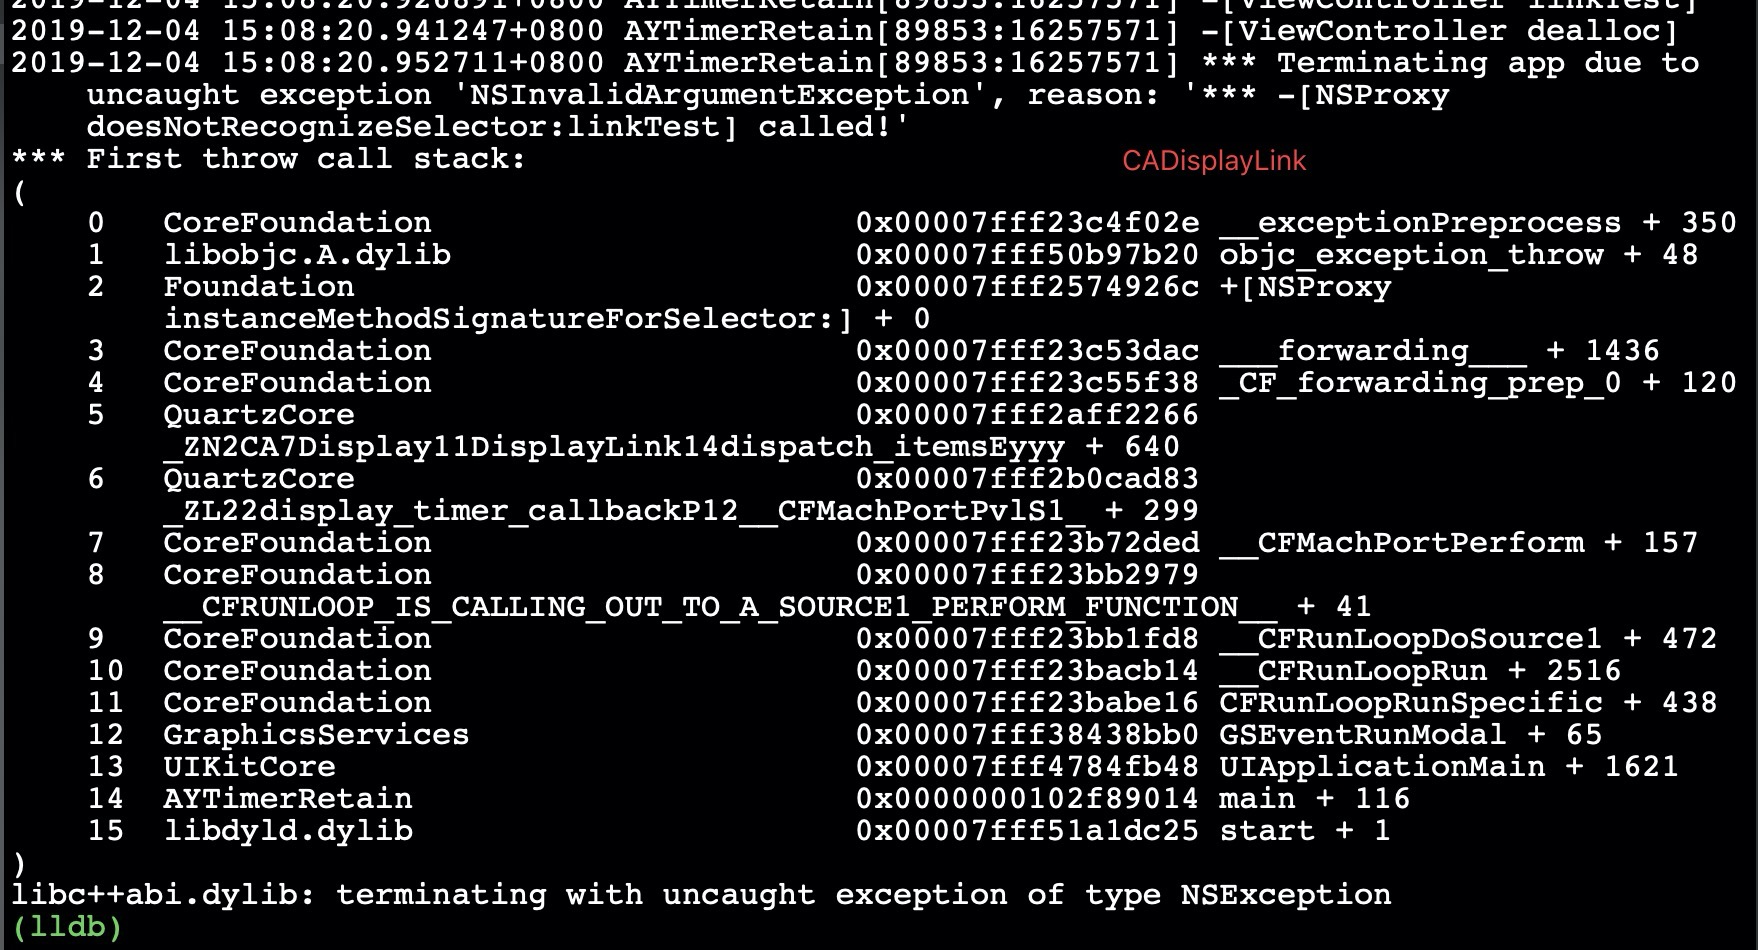 2019-12-04 15:08:20.926891+0800 AYTimerRetain[89853:16257571] -[ViewController linkTest]
2019-12-04 15:08:20.941247+0800 AYTimerRetain[89853:16257571] -[ViewController dealloc]
2019-12-04 15:08:20.952711+0800 AYTimerRetain[89853:16257571] *** Terminating app due to
uncaught exception 'NSInvalidArgumentException', reason: '*** -[NSProxy
doesNotRecognizeSelector:linkTest] called!'
*** First throw call stack:
CADisplayLink
(
0 CoreFoundation 0x00007fff23c4f02e __exceptionPreprocess + 350
1 libobjc.A.dylib 0x00007fff50b97b20 objc_exception_throw + 48
2 Foundation 0x00007fff2574926c +[NSProxy
instanceMethodSignatureForSelector:] + 0
3 CoreFoundation 0x00007fff23c53dac ___forwarding___ + 1436
4 CoreFoundation 0x00007fff23c55f38 _CF_forwarding_prep_0 + 120
5 QuartzCore 0x00007fff2aff2266
_ZN2CA7Display11DisplayLink14dispatch_itemsEyyy + 640
6 QuartzCore 0x00007fff2b0cad83
_ZL22display_timer_callbackP12__CFMachPortPvlS1_ + 299
7 CoreFoundation 0x00007fff23b72ded __CFMachPortPerform + 157
8 CoreFoundation 0x00007fff23bb2979
__CFRUNLOOP_IS_CALLING_OUT_TO_A_SOURCE1_PERFORM_FUNCTION__ + 41
9 CoreFoundation 0x00007fff23bb1fd8 __CFRunLoopDoSource1 + 472
10 CoreFoundation 0x00007fff23bacb14 __CFRunLoopRun + 2516
11 CoreFoundation 0x00007fff23babe16 CFRunLoopRunSpecific + 438
12 GraphicsServices 0x00007fff38438bb0 GSEventRunModal + 65
13 UIKitCore 0x00007fff4784fb48 UIApplicationMain + 1621
14 AYTimerRetain 0x0000000102f89014 main + 116
15 libdyld.dylib 0x00007fff51a1dc25 start + 1
)
libc++abi.dylib: terminating with uncaught exception of type NSException
(lldb)